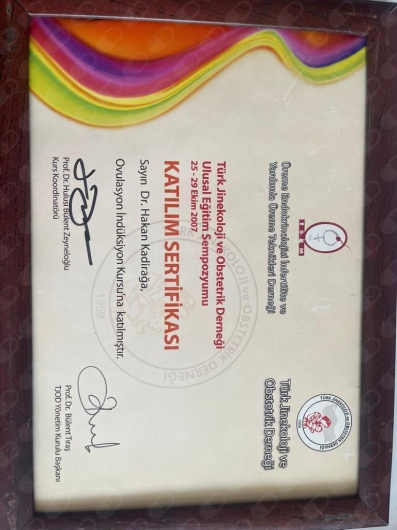 Üreme Endokrinolojisi İnfertilite ve
Yardımla Üreme Teknikleri Derneği
Türk Jinekoloji ve
Obstetrik Derneği
Türk Jinekoloji ve Obstetrik Derneği
Ulusal Eğitim Sempozyumu
25 - 29 Ekim 2007
KATILIM SERTİFİKASI
Sayın Dr. Hakan Kadirağa,
Ovulasyon İndüksiyon Kursu'na katılmıştır.
Prof. Dr. Hulusi Bülent Zeyneloğlu
Kurs Koordinatörü
Prof. Dr. Bülent Tıraş
TJOD Yönetim Kurulu Başkanı